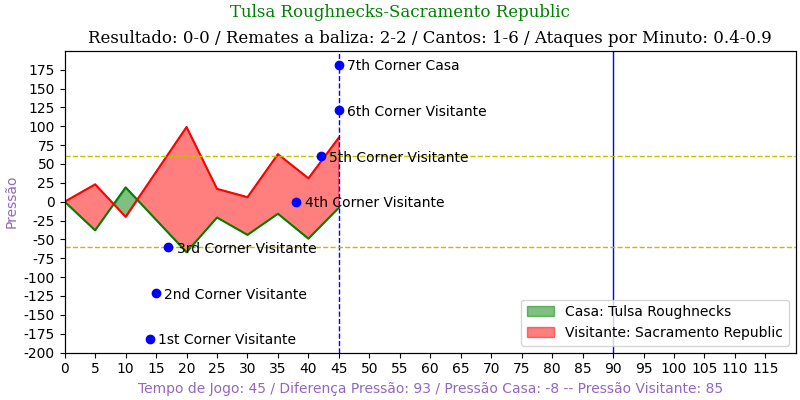 Tulsa Roughnecks-Sacramento Republic
Resultado: 0-0 / Remates a baliza: 2-2 / Cantos: 1-6 / Ataques por Minuto: 0.4-0.9
Pressão
175
150
125
100
75
50
25
0
-25
-50
-75
-100
-125
-150
-175
-200
7th Corner Casa
6th Corner Visitante
5th Corner Visitante
4th Corner Visitante
3rd Corner Visitante
2nd Corner Visitante
1st Corner Visitante
Casa: Tulsa Roughnecks
Visitante: Sacramento Republic
0 5 10 15 20 25 30 35 40 45 50 55 60 65 70 75 80 85 90 95 100 105 110 115
Tempo de Jogo: 45 / Diferença Pressão: 93 / Pressão Casa: -8 -- Pressão Visitante: 85